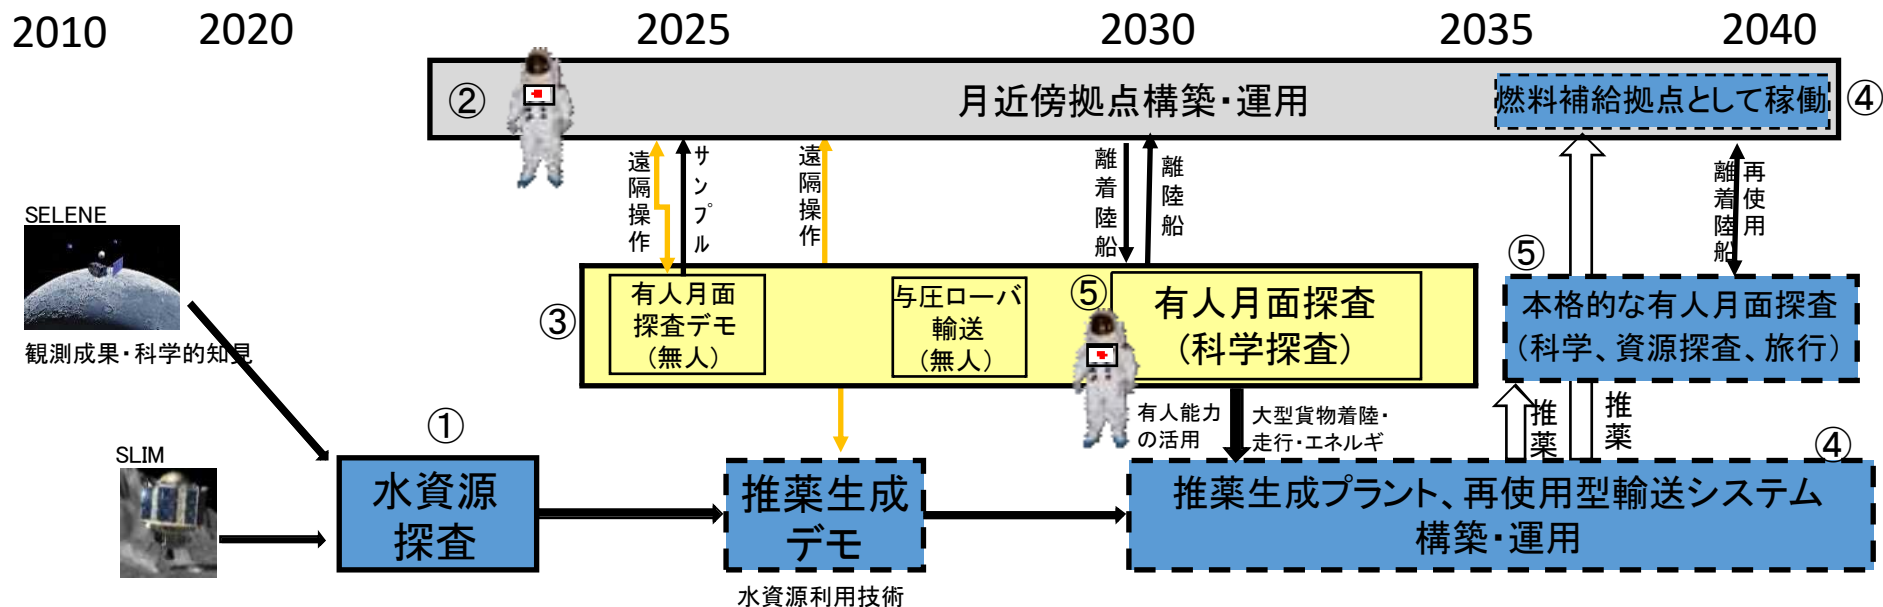 2010
2020
2025
2030
2035
2040
②
月近傍拠点構築・運用
燃料補給拠点として稼働
④
遠隔操作
サンプル
遠隔操作
離着陸船
離陸船
離着陸船
再使用
SELENE
観測成果・科学的知見
③
有人月面
探査デモ
(無人)
与圧ローバ
輸送
(無人)
⑤
有人月面探査
(科学探査)
⑤
本格的な有人月面探査
(科学、資源探査、旅行)
有人能力
の活用
大型貨物着陸・
走行・エネルギ
推薬
推薬
SLIM
①
水資源
探査
推薬生成
デモ
水資源利用技術
④
推薬生成プラント、再使用型輸送システム
構築・運用